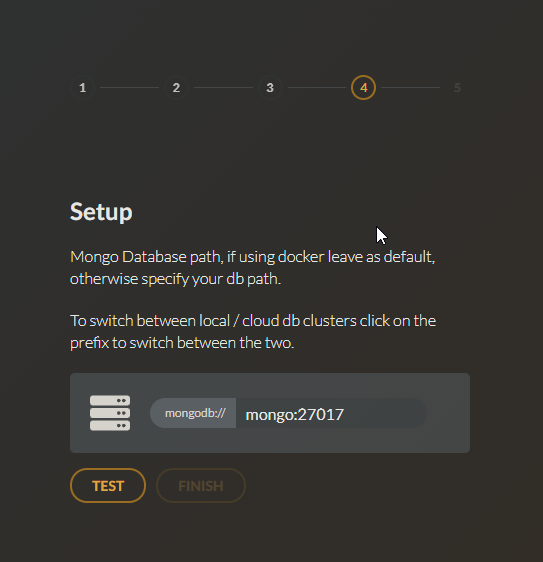 1 2 3 4 5
Setup
Mongo Database path, if using docker leave as default,
otherwise specify your db path.
To switch between local / cloud db clusters click on the
prefix to switch between the two.
mongodb:// mongo:27017
TEST FINISH